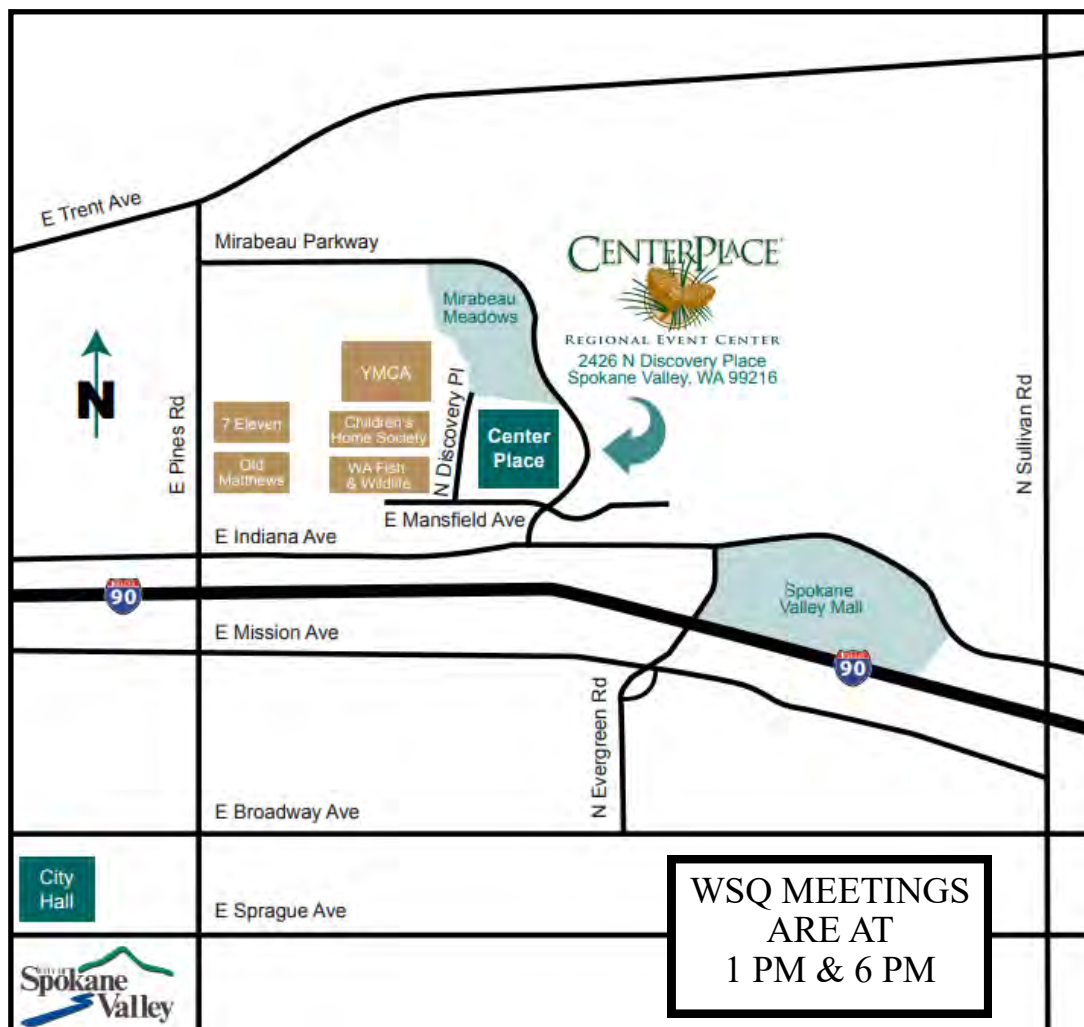 E Trent Ave
Mirabeau Parkway
CENTERPLACE
REGIONAL EVENT CENTER
2426 N Discovery Place
Spokane Valley, WA 99216
Mirabeau
Meadows
N
E Pines Rd
YMCA
7 Eleven
Children's
Home Society
Old
Matthews
WA Fish
& Wildlife
N Discovery Pl
Center
Place
N Sullivan Rd
E Mansfield Ave
E Indiana Ave
90
Spokane
Valley Mall
E Mission Ave
90
N Evergreen Rd
E Broadway Ave
City
Hall
E Sprague Ave
WSQ MEETINGS
ARE AT
1 PM & 6 PM
Spokane
Valley